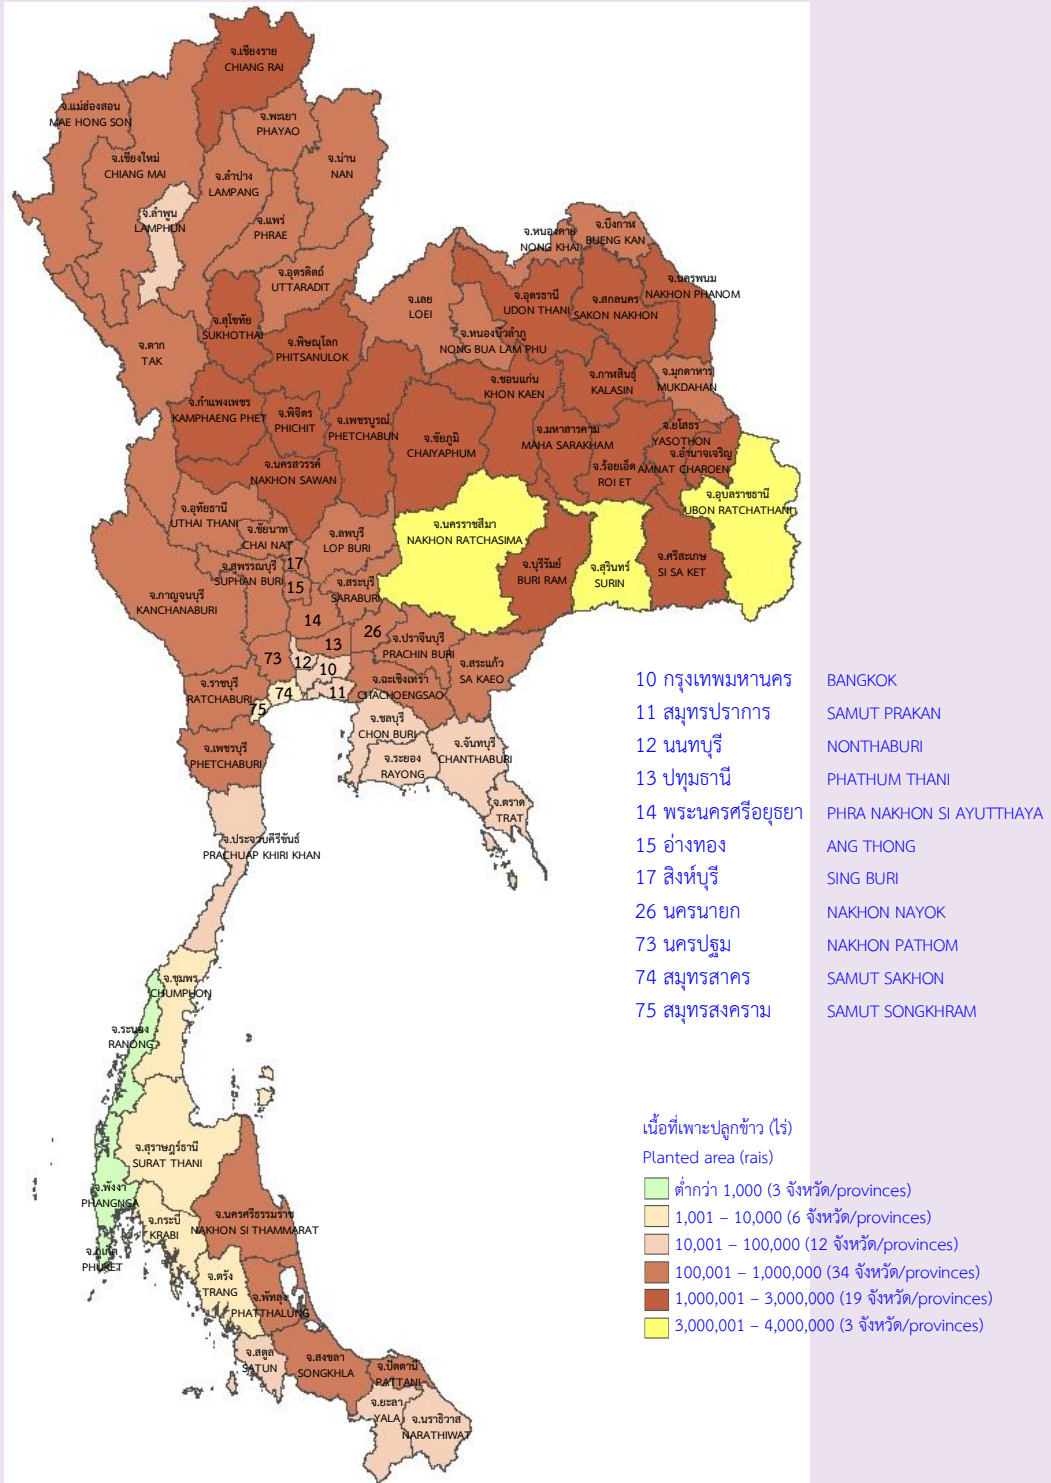 จ.เชียงราย
CHIANG RAI
จ.แม่ฮ่องสอน
MAE HONG SON
จ.พะเยา
PHAYAO
จ.เชียงใหม่
CHIANG MAI
จ.น่าน
NAN
จ.ลำปาง
LAMPANG
จ.ลำพูน
LAMPHUN
จ.แพร่
PHRAE
จ.อุตรดิตถ์
UTTARADIT
จ.หนองคาย
NONG KHAI
จ.บึงกาฬ
BUENG KAN
จ.นครพนม
NAKHON PHANOM
จ.เลย
LOEI
จ.อุดรธานี
UDON THANI
จ.สกลนคร
SAKON NAKHON
จ.สุโขทัย
SUKHOTHAI
จ.ตาก
TAK
จ.พิษณุโลก
PHITSANULOK
จ.หนองบัวลำภู
NONG BUA LAM PHU
จ.ขอนแก่น
KHON KAEN
จ.กาฬสินธุ์
KALASIN
จ.มุกดาหาร
MUKDAHAN
จ.กำแพงเพชร
KAMPHAENG PHET
จ.พิจิตร
PHICHIT
จ.เพชรบูรณ์
PHETCHABUN
จ.ชัยภูมิ
CHAIYAPHUM
จ.มหาสารคาม
MAHA SARAKHAM
จ.ยโสธร
YASOTHON
จ.อำนาจเจริญ
AMNAT CHAROEN
จ.ร้อยเอ็ด
ROI ET
จ.นครสวรรค์
NAKHON SAWAN
จ.อุบลราชธานี
UBON RATCHATHANI
จ.อุทัยธานี
UTHAI THANI
จ.ชัยนาท
CHAI NAT
จ.ลพบุรี
LOP BURI
จ.นครราชสีมา
NAKHON RATCHASIMA
จ.บุรีรัมย์
BURI RAM
จ.สุรินทร์
SURIN
จ.ศรีสะเกษ
SI SA KET
จ.สุพรรณบุรี
SUPHAN BURI
17
15
จ.สระบุรี
SARABURI
จ.กาญจนบุรี
KANCHANABURI
14
26
จ.ปราจีนบุรี
PRACHIN BURI
13
73
12
10
จ.สระแก้ว
SA KAEO
จ.ราชบุรี
RATCHABURI
74
11
75
จ.ฉะเชิงเทรา
CHACHOENGSAO
จ.ชลบุรี
CHON BURI
จ.เพชรบุรี
PHETCHABURI
จ.ระยอง
RAYONG
จ.จันทบุรี
CHANTHABURI
จ.ตราด
TRAT
จ.ประจวบคีรีขันธ์
PRACHUAP KHIRI KHAN
จ.ชุมพร
CHUMPHON
จ.ระนอง
RANONG
จ.สุราษฎร์ธานี
SURAT THANI
จ.พังงา
PHANGNGA
จ.กระบี่
KRABI
จ.นครศรีธรรมราช
NAKHON SI THAMMARAT
จ.ภูเก็ต
PHUKET
จ.ตรัง
TRANG
จ.พัทลุง
PHATTHALUNG
จ.สตูล
SATUN
จ.สงขลา
SONGKHLA
จ.ปัตตานี
PATTANI
จ.ยะลา
YALA
จ.นราธิวาส
NARATHIWAT
10 กรุงเทพมหานคร BANGKOK
11 สมุทรปราการ SAMUT PRAKAN
12 นนทบุรี NONTHABURI
13 ปทุมธานี PHATHUM THANI
14 พระนครศรีอยุธยา PHRA NAKHON SI AYUTTHAYA
15 อ่างทอง ANG THONG
17 สิงห์บุรี SING BURI
26 นครนายก NAKHON NAYOK
73 นครปฐม NAKHON PATHOM
74 สมุทรสาคร SAMUT SAKHON
75 สมุทรสงคราม SAMUT SONGKHRAM
เนื้อที่เพาะปลูกข้าว (ไร่)
Planted area (rais)
ต่ำกว่า 1,000 (3 จังหวัด/provinces)
1,001 – 10,000 (6 จังหวัด/provinces)
10,001 – 100,000 (12 จังหวัด/provinces)
100,001 – 1,000,000 (34 จังหวัด/provinces)
1,000,001 – 3,000,000 (19 จังหวัด/provinces)
3,000,001 – 4,000,000 (3 จังหวัด/provinces)